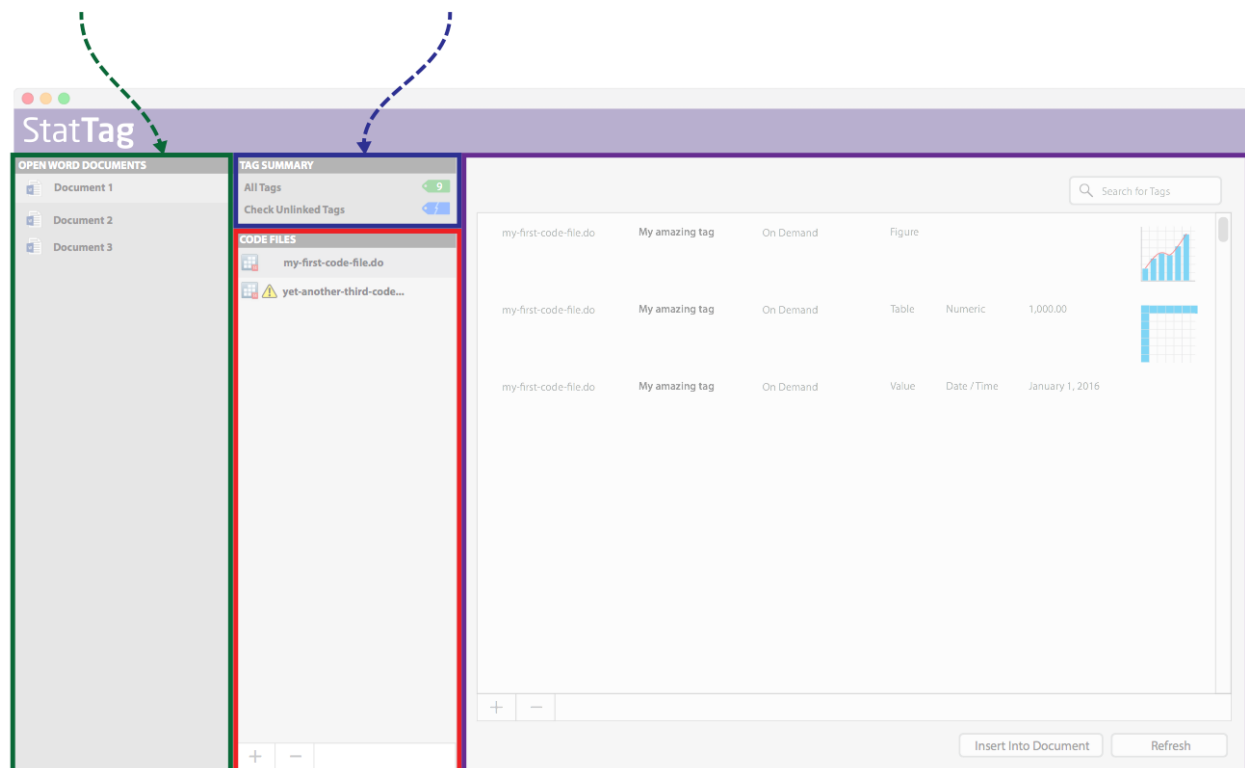 StatTag
OPEN WORD DOCUMENTS
Document 1
Document 2
Document 3
TAG SUMMARY
All Tags 9
Check Unlinked Tags
CODE FILES
my-first-code-file.do
yet-another-third-code...
Search for Tags
my-first-code-file.do My amazing tag On Demand Figure
my-first-code-file.do My amazing tag On Demand Table Numeric 1,000.00
my-first-code-file.do My amazing tag On Demand Value Date / Time January 1, 2016
Insert Into Document Refresh